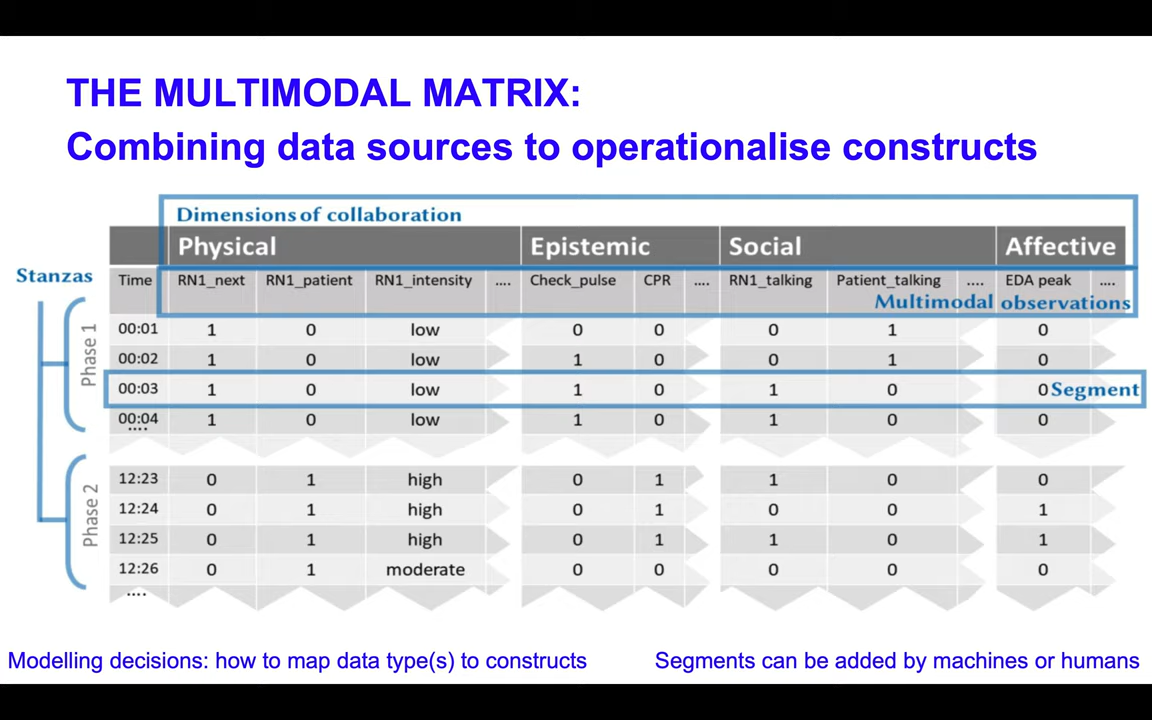 THE MULTIMODAL MATRIX:
Combining data sources to operationalise constructs
Dimensions of collaboration
Physical Epistemic Social Affective
Stanzas
Time RN1_next RN1_patient RN1_intensity .... Check_pulse CPR .... RN1_talking Patient_talking .... EDA peak ....
Multimodal observations
Phase 1
00:01 1 0 low 0 0 0 1 0
00:02 1 0 low 1 0 0 1 0
00:03 1 0 low 1 0 1 0 0 Segment
00:04 1 0 low 1 0 1 0 0
....
Phase 2
12:23 0 1 high 0 1 1 0 0
12:24 0 1 high 0 1 0 0 1
12:25 0 1 high 0 1 1 0 1
12:26 0 1 moderate 0 0 0 0 0
....
Modelling decisions: how to map data type(s) to constructs
Segments can be added by machines or humans